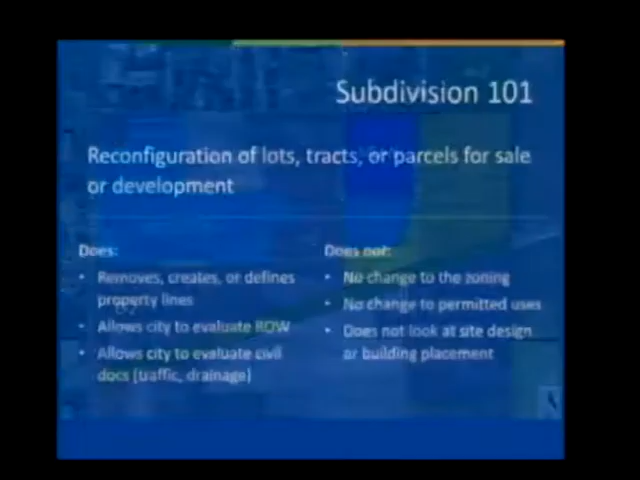 Subdivision 101
Reconfiguration of lots, tracts, or parcels for sale
or development
Does:
• Removes, creates, or defines
property lines
• Allows city to evaluate ROW
• Allows city to evaluate civil
docs (traffic, drainage)
Does not:
• No change to the zoning
• No change to permitted uses
• Does not look at site design
or building placement